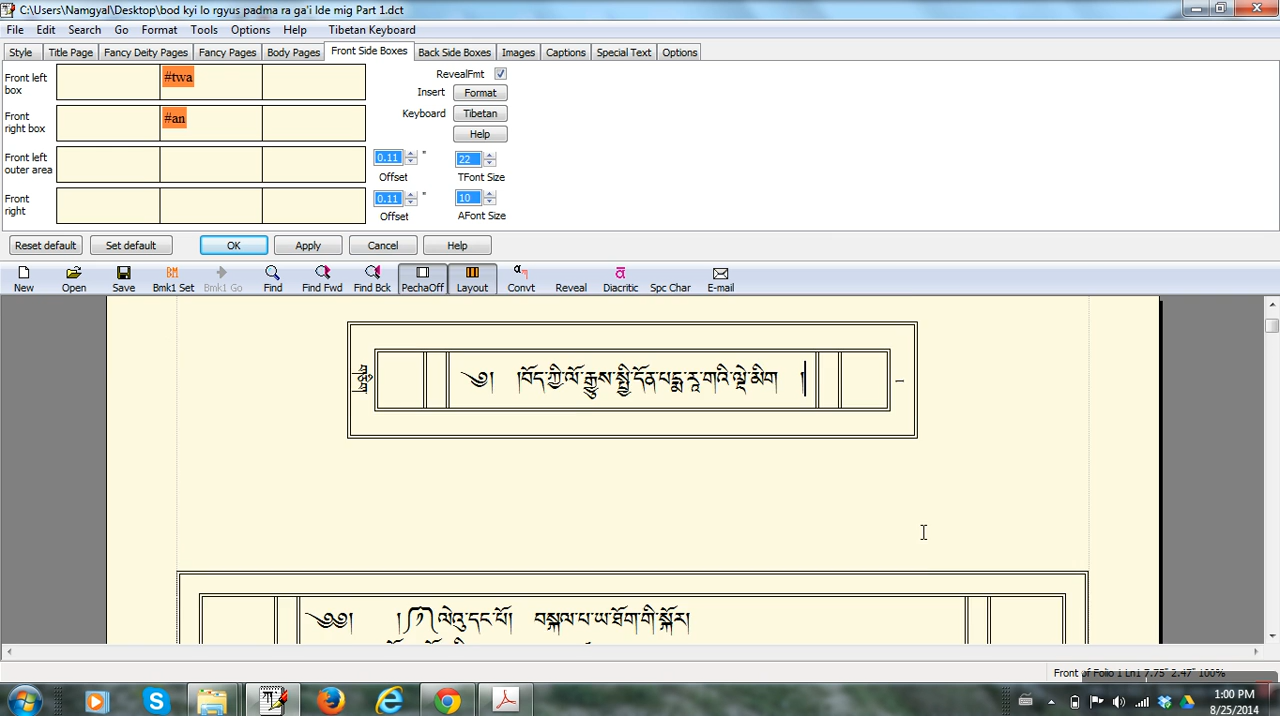 C:\Users\Namgyal\Desktop\bod kyi lo rgyus padma ra ga'i lde mig Part 1.dct
File Edit Search Go Format Tools Options Help Tibetan Keyboard
Style Title Page Fancy Deity Pages Fancy Pages Body Pages Front Side Boxes Back Side Boxes Images Captions Special Text Options
Front left box #twa
Front right box #an
Front left outer area
Front right
RevealFmt
Insert Format
Keyboard Tibetan
Help
0.11 " 22
Offset TFont Size
0.11 " 10
Offset AFont Size
Reset default Set default OK Apply Cancel Help
New Open Save Bmk1 Set Bmk1 Go Find Find Fwd Find Bck PechaOff Layout Convt Reveal Diacritic Spc Char E-mail
༄། །བོད་ཀྱི་ལོ་རྒྱུས་སྤྱི་དོན་པདྨ་རཱ་གའི་ལྡེ་མིག །
༄༅། །༼༡༽ལེའུ་དང་པོ། བསྐལ་པ་ཡ་ཐོག་གི་སྐོར།
Front of Folio 1 Ln1 7.75" 2.47" 100%
1:00 PM
8/25/2014